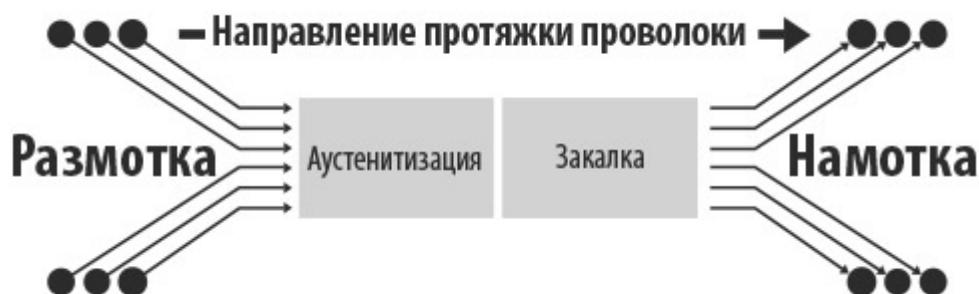 Направление протяжки проволоки
Размотка
Аустенитизация
Закалка
Намотка